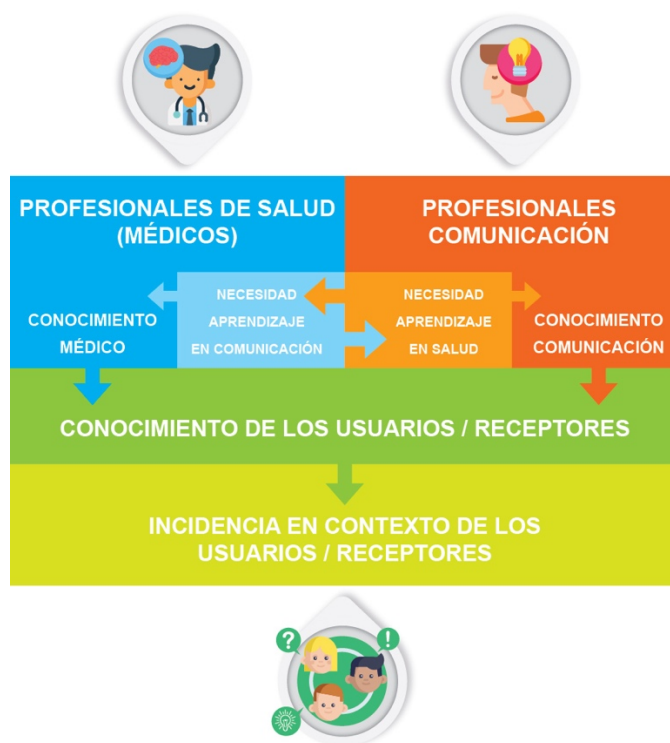 PROFESIONALES DE SALUD
(MÉDICOS)
PROFESIONALES
COMUNICACIÓN
CONOCIMIENTO
MÉDICO
NECESIDAD
APRENDIZAJE
EN COMUNICACIÓN
NECESIDAD
APRENDIZAJE
EN SALUD
CONOCIMIENTO
COMUNICACIÓN
CONOCIMIENTO DE LOS USUARIOS / RECEPTORES
INCIDENCIA EN CONTEXTO DE LOS
USUARIOS / RECEPTORES
?
!